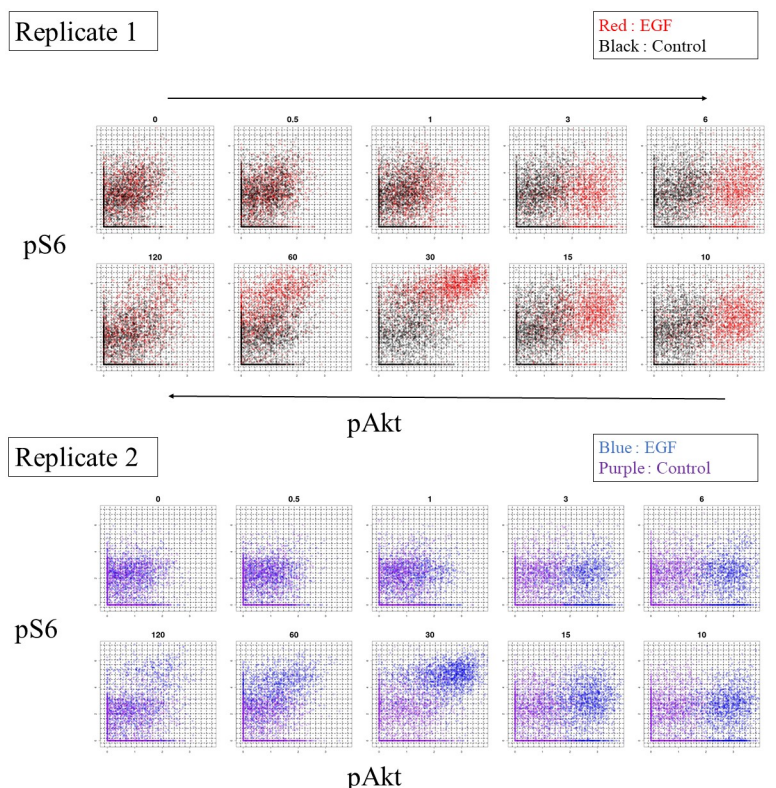 Replicate 1
Red : EGF
Black : Control
0 0.5 1 3 6
pS6
120 60 30 15 10
pAkt
Replicate 2
Blue : EGF
Purple : Control
0 0.5 1 3 6
pS6
120 60 30 15 10
pAkt